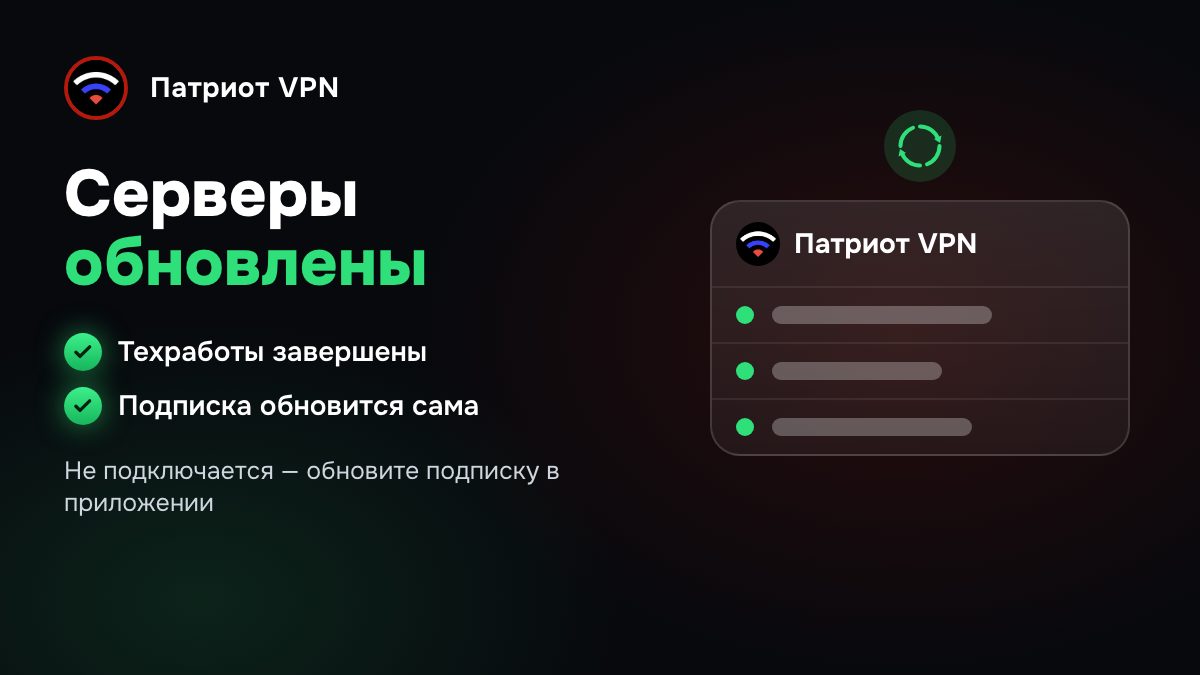 Патриот VPN
Серверы
обновлены
Техработы завершены
Подписка обновится сама
Не подключается — обновите подписку в
приложении
Патриот VPN